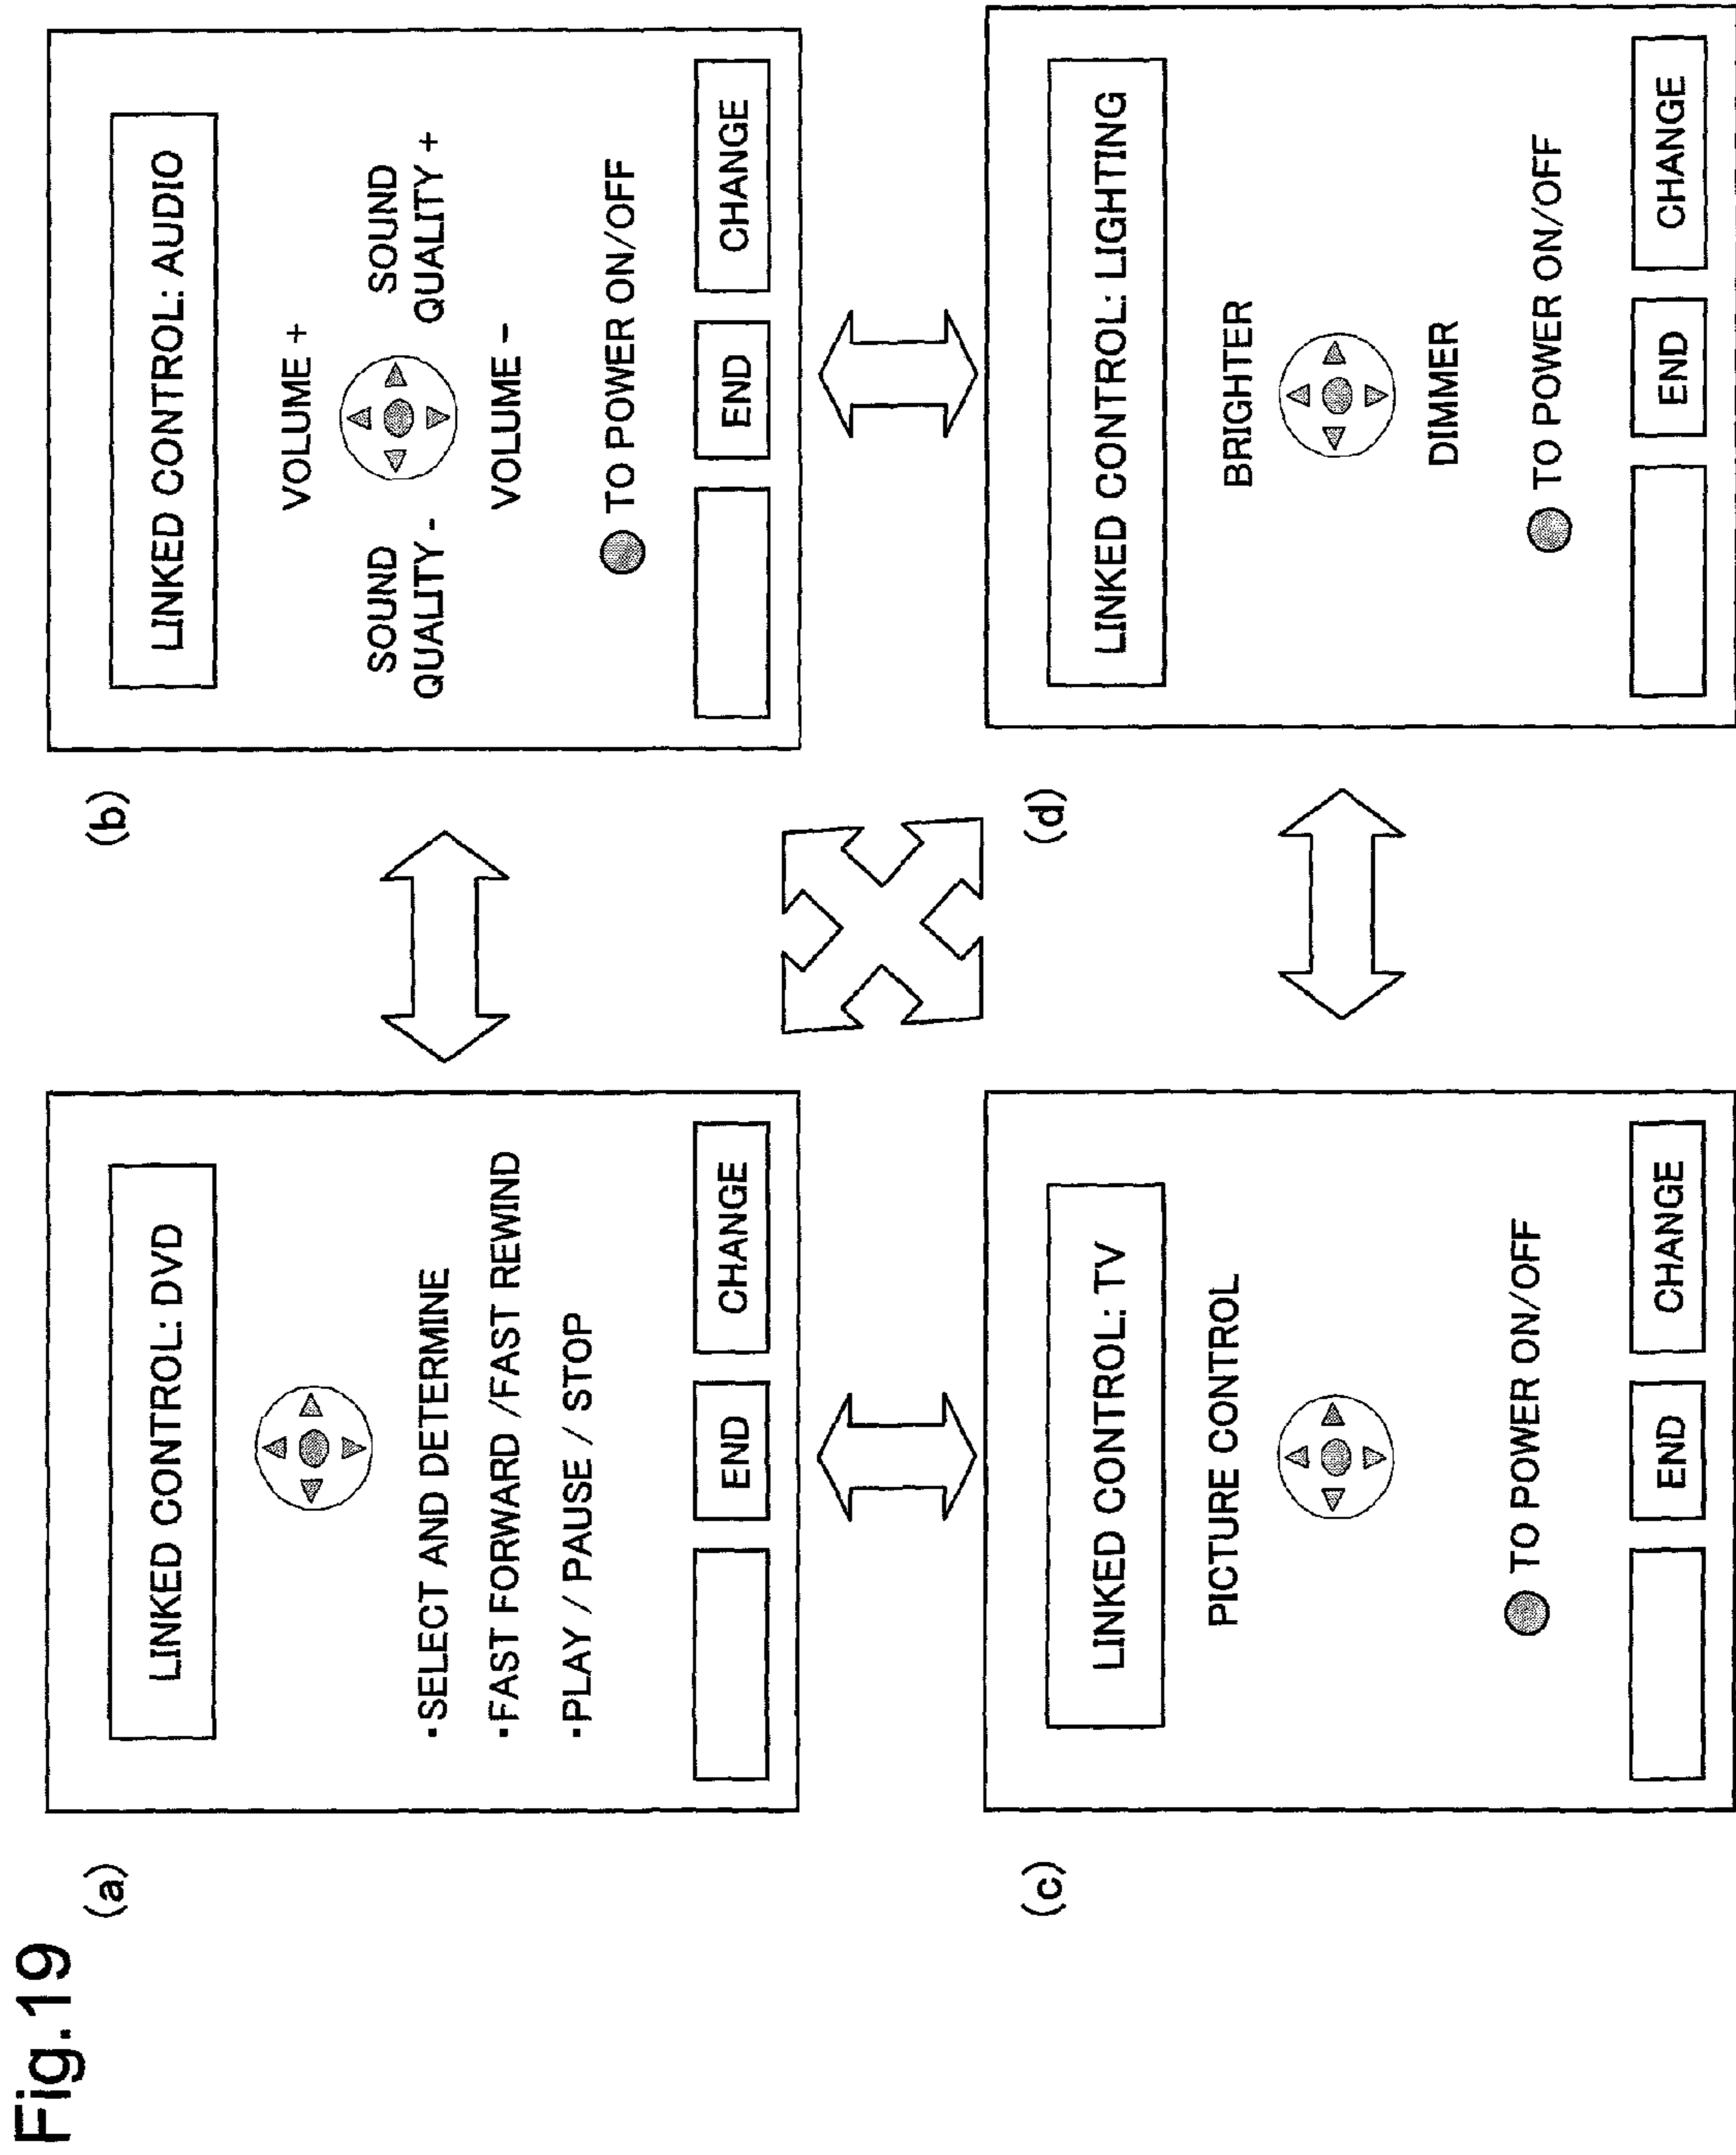 Fig.19
(a)
LINKED CONTROL: DVD
·SELECT AND DETERMINE
·FAST FORWARD /FAST REWIND
·PLAY / PAUSE / STOP
END
CHANGE
(b)
LINKED CONTROL: AUDIO
VOLUME +
SOUND
QUALITY -
SOUND
QUALITY +
VOLUME -
TO POWER ON/OFF
END
CHANGE
(c)
LINKED CONTROL: TV
PICTURE CONTROL
TO POWER ON/OFF
END
CHANGE
(d)
LINKED CONTROL: LIGHTING
BRIGHTER
DIMMER
TO POWER ON/OFF
END
CHANGE